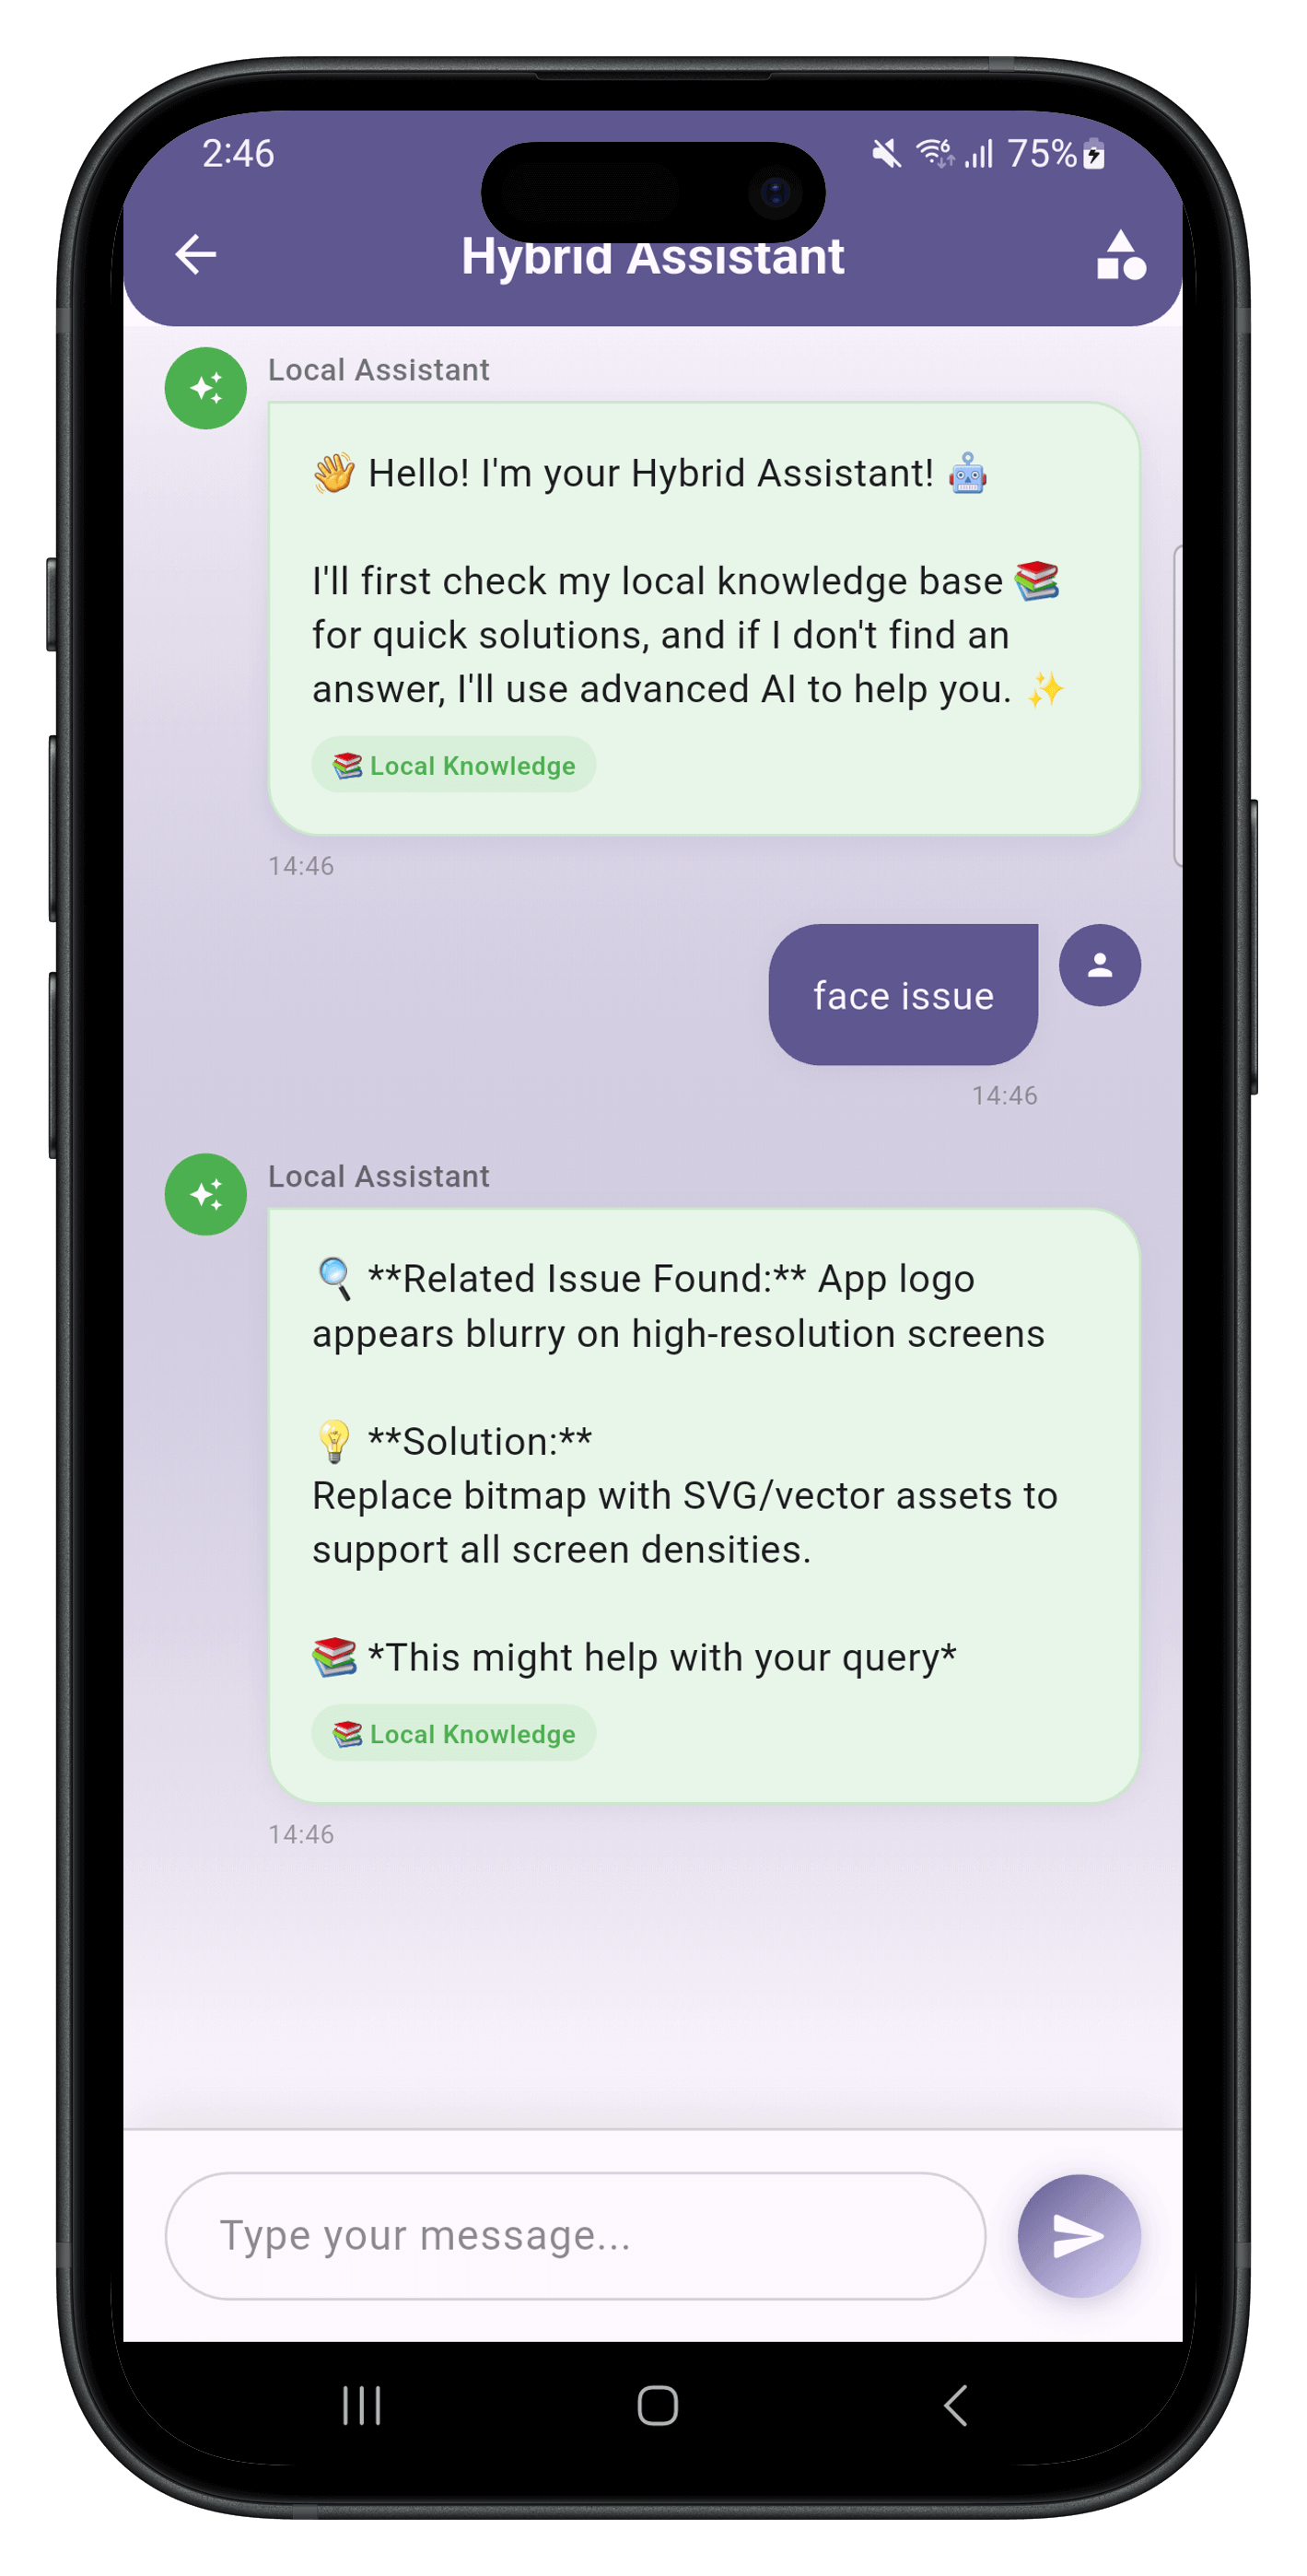 2:46
6
75%
Hybrid Assistant
Local Assistant
👋 Hello! I'm your Hybrid Assistant! 🤖
I'll first check my local knowledge base 📚
for quick solutions, and if I don't find an
answer, I'll use advanced AI to help you. ✨
📚 Local Knowledge
14:46
face issue
14:46
Local Assistant
🔍 **Related Issue Found:** App logo
appears blurry on high-resolution screens
💡 **Solution:**
Replace bitmap with SVG/vector assets to
support all screen densities.
📚 *This might help with your query*
📚 Local Knowledge
14:46
Type your message...